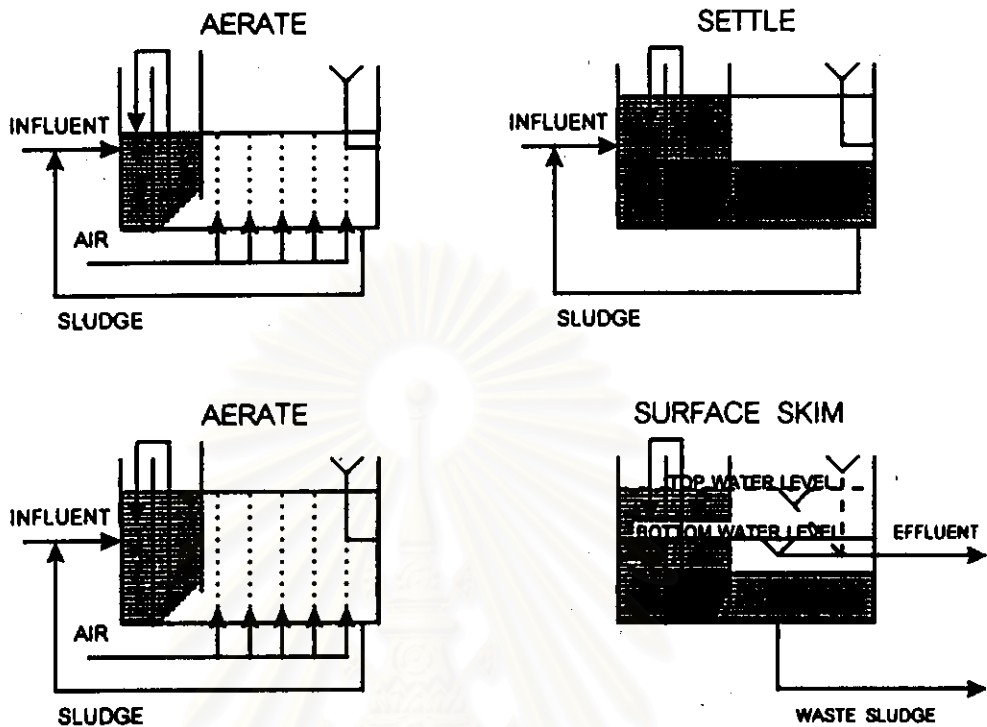 AERATE
INFLUENT
AIR
SLUDGE
SETTLE
INFLUENT
SLUDGE
AERATE
INFLUENT
AIR
SLUDGE
SURFACE SKIM
TOP WATER LEVEL
BOTTOM WATER LEVEL
EFFLUENT
WASTE SLUDGE